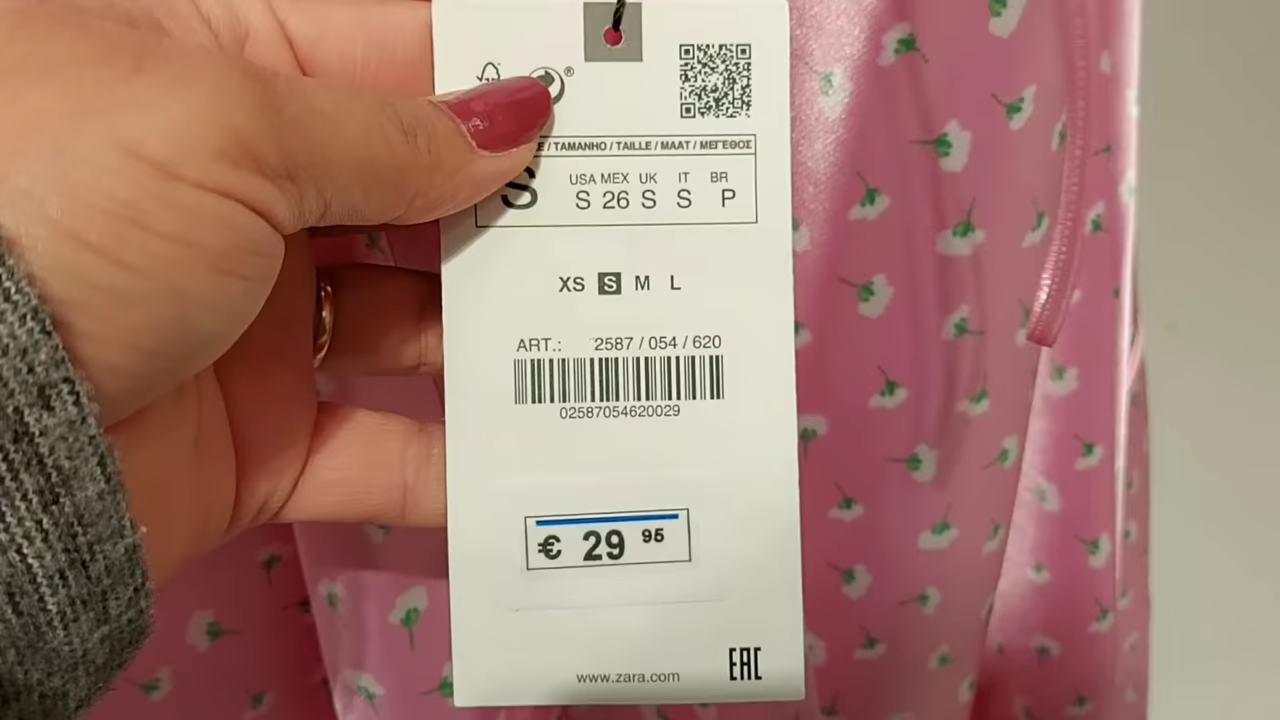 ®
/ TAMANHO / TAILLE / MAAT / ΜΕΓΕΘΟΣ
USA MEX UK IT BR
S S 26 S S P
XS S M L
ART.: 2587 / 054 / 620
02587054620029
€ 29 95
www.zara.com
EAC